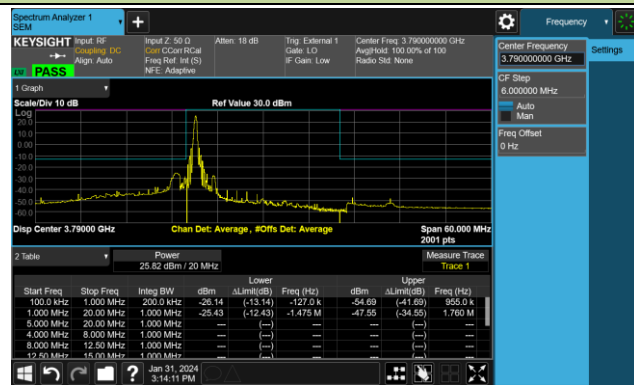 Spectrum Analyzer 1
SEM
+
Frequency
KEYSIGHT
Input: RF
Coupling: DC
Align: Auto
Input Z: 50 Ω
Corr CCorr RCal
Freq Ref: Int (S)
NFE: Adaptive
Atten: 18 dB
Trig: External 1
Gate: LO
IF Gain: Low
Center Freq: 3.790000000 GHz
Avg|Hold: 100.00% of 100
Radio Std: None
PASS
Center Frequency
3.790000000 GHz
Settings
CF Step
6.000000 MHz
Auto
Man
Freq Offset
0 Hz
1 Graph
Scale/Div 10 dB
Ref Value 30.0 dBm
Log
20.0
10.0
0.00
-10.0
-20.0
-30.0
-40.0
-50.0
-60.0
Disp Center 3.79000 GHz
Chan Det: Average, #Offs Det: Average
Span 60.000 MHz
2001 pts
2 Table
Power
25.82 dBm / 20 MHz
Measure Trace
Trace 1
Lower Upper
Start Freq Stop Freq Integ BW dBm ΔLimit(dB) Freq (Hz) dBm ΔLimit(dB) Freq (Hz)
100.0 kHz 1.000 MHz 200.0 kHz -26.14 (-13.14) -127.0 k -54.69 (-41.69) 955.0 k
1.000 MHz 20.00 MHz 1.000 MHz -25.43 (-12.43) -1.475 M -47.55 (-34.55) 1.760 M
5.000 MHz 20.00 MHz 1.000 MHz --- (---) --- --- (---) ---
4.000 MHz 8.000 MHz 1.000 MHz --- (---) --- --- (---) ---
8.000 MHz 12.50 MHz 1.000 MHz --- (---) --- --- (---) ---
12.50 MHz 15.00 MHz 1.000 MHz --- (---) --- --- (---) ---
?
Jan 31, 2024
3:14:11 PM